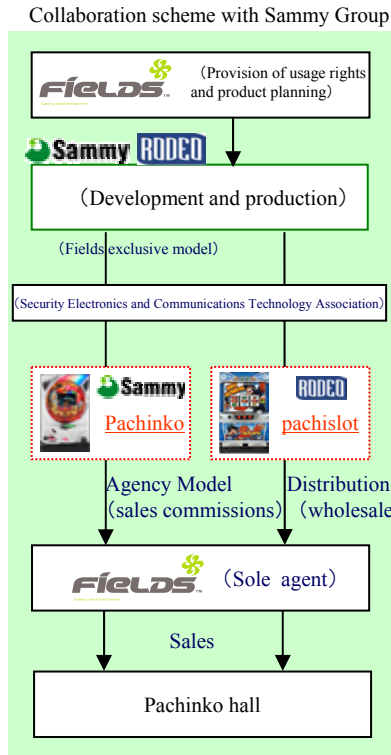 Collaboration scheme with Sammy Group
FIELDS™
（Provision of usage rights
and product planning）
Sammy RODEO
（Development and production）
（Fields exclusive model）
（Security Electronics and Communications Technology Association）
Sammy
Pachinko
RODEO
pachislot
Agency Model
（sales commissions）
Distribution
（wholesale
FIELDS™
（Sole agent）
Sales
Pachinko hall